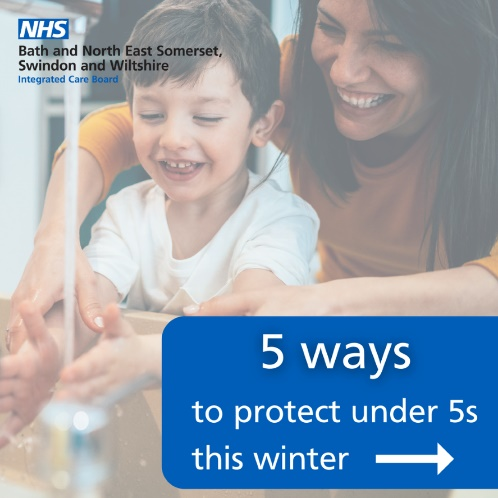 NHS
Bath and North East Somerset,
Swindon and Wiltshire
Integrated Care Board
5 ways
to protect under 5s
this winter